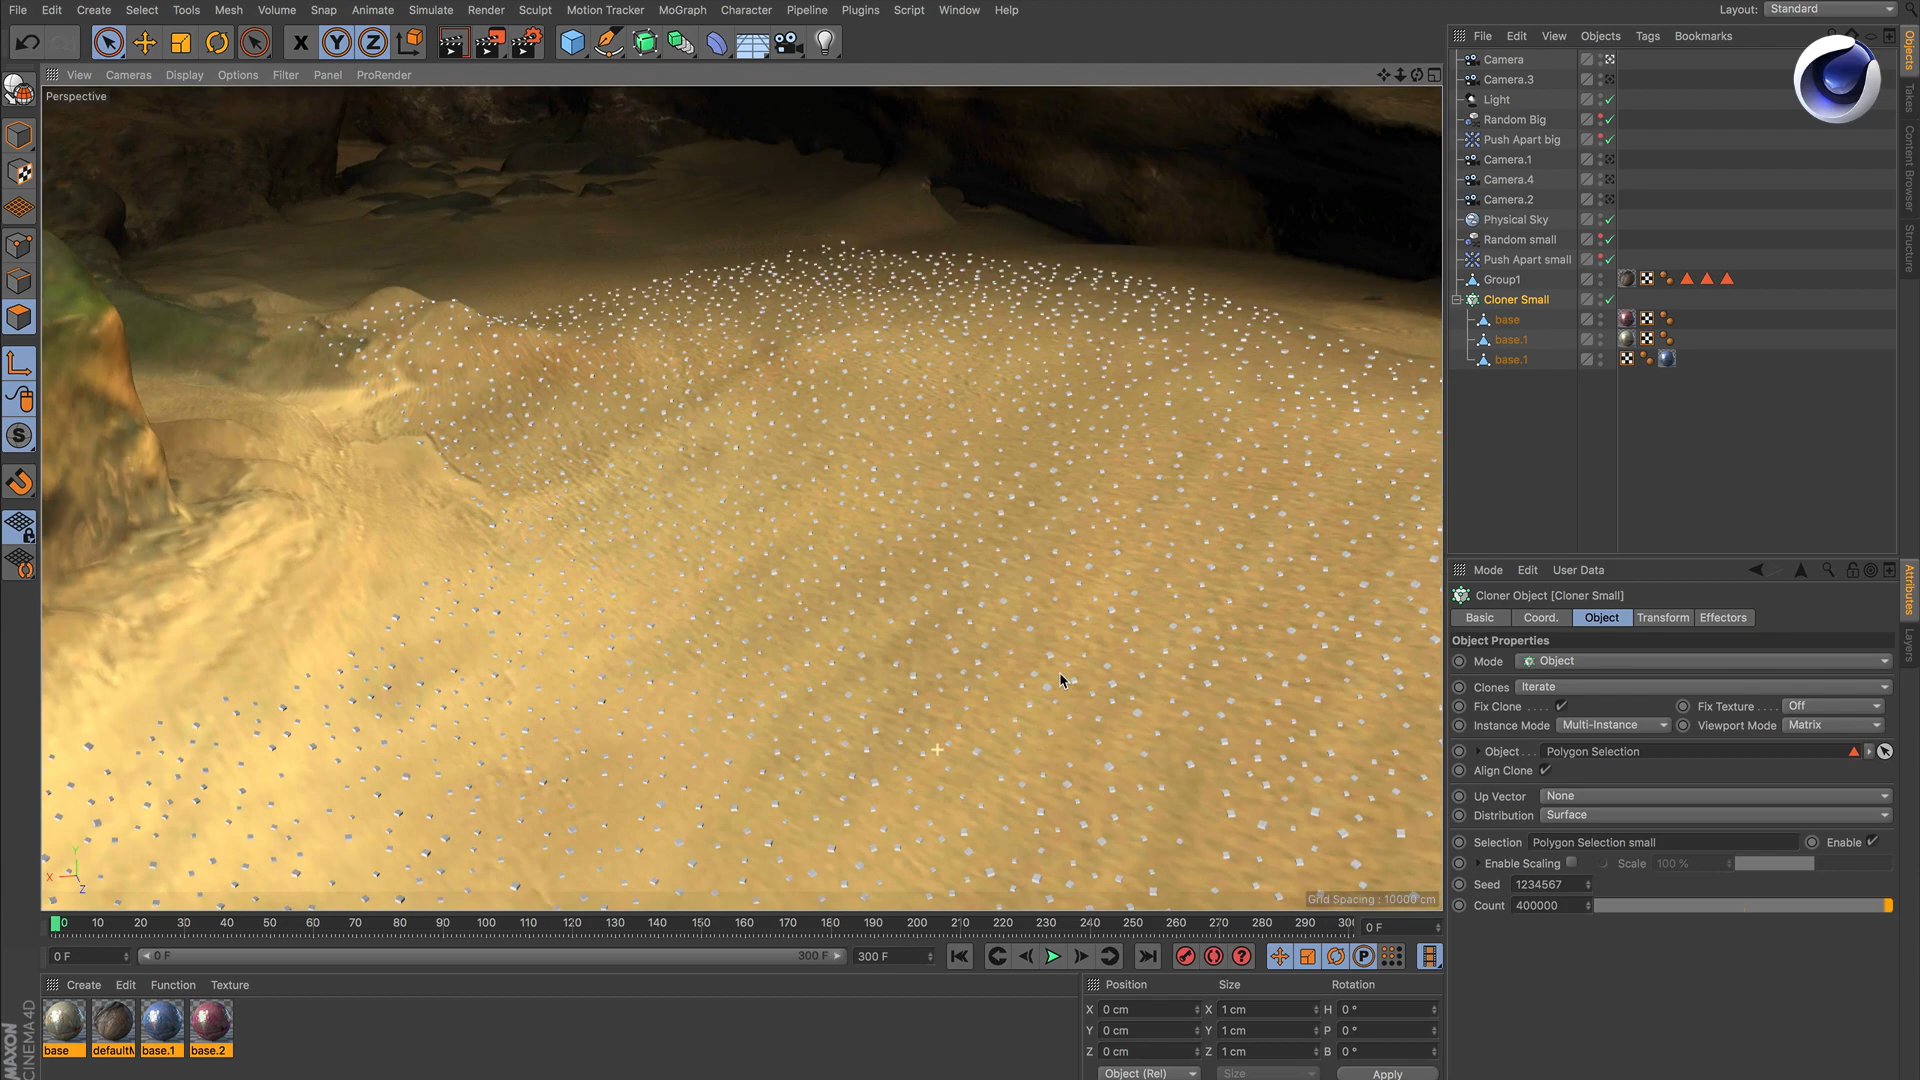 File Edit Create Select Tools Mesh Volume Snap Animate Simulate Render Sculpt Motion Tracker MoGraph Character Pipeline Plugins Script Window Help
Layout: Standard
X Y Z
View Cameras Display Options Filter Panel ProRender
Perspective
S
File Edit View Objects Tags Bookmarks
Camera
Camera.3
Light
Random Big
Push Apart big
Camera.1
Camera.4
Camera.2
Physical Sky
Random small
Push Apart small
Group1
Cloner Small
base
base.1
base.1
Objects
Takes
Content Browser
Structure
Mode Edit User Data
Cloner Object [Cloner Small]
Basic Coord. Object Transform Effectors
Object Properties
Mode Object
Clones Iterate
Fix Clone . . . . Fix Texture . . . . Off
Instance Mode Multi-Instance Viewport Mode Matrix
Object . . . Polygon Selection
Align Clone
Up Vector None
Distribution Surface
Selection Polygon Selection small Enable
Enable Scaling Scale 100 %
Seed 1234567
Count 400000
Attributes
Layers
Y
X
Z
Grid Spacing : 10000 cm
0 10 20 30 40 50 60 70 80 90 100 110 120 130 140 150 160 170 180 190 200 210 220 230 240 250 260 270 280 290 300 0 F
0 F 0 F 300 F 300 F
? P
Create Edit Function Texture
base base.1 base.2
Position Size Rotation
X 0 cm X 1 cm H 0 °
Y 0 cm Y 1 cm P 0 °
Z 0 cm Z 1 cm B 0 °
Object (Rel) Size Apply
MAXON
CINEMA 4D